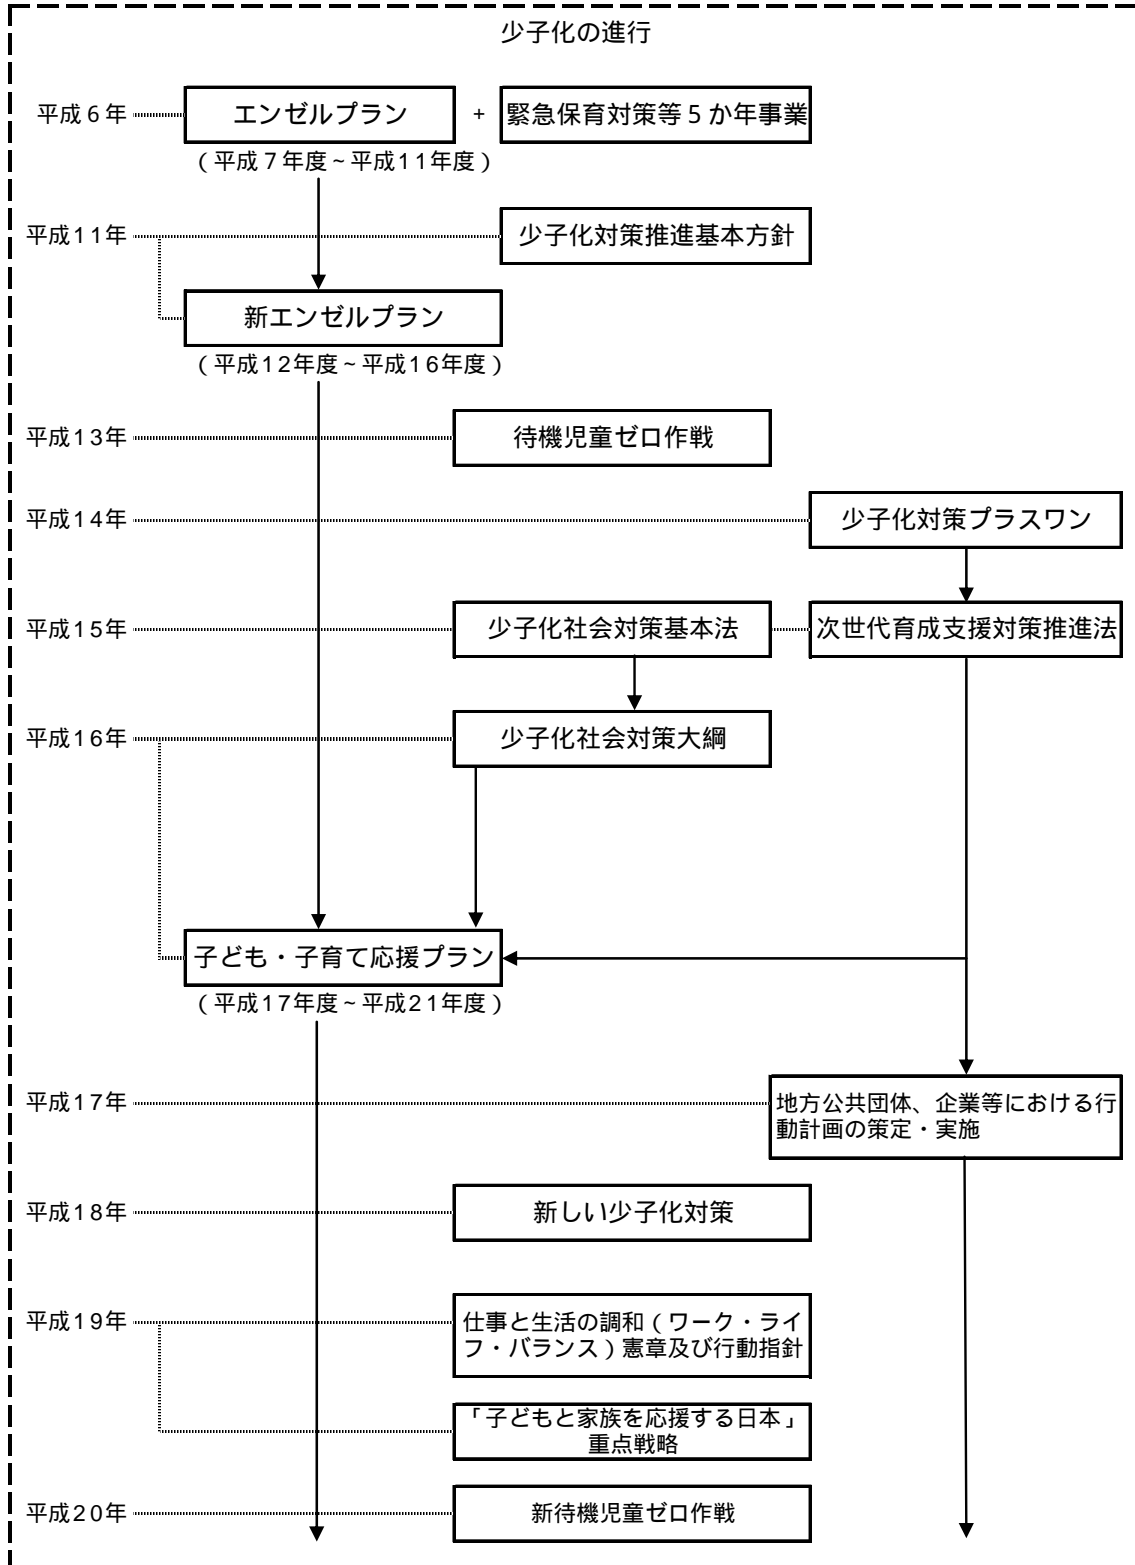 少子化の進行
平成6年
エンゼルプラン
+
緊急保育対策等5か年事業
(平成7年度~平成11年度)
平成11年
少子化対策推進基本方針
新エンゼルプラン
(平成12年度~平成16年度)
平成13年
待機児童ゼロ作戦
平成14年
少子化対策プラスワン
平成15年
少子化社会対策基本法
次世代育成支援対策推進法
平成16年
少子化社会対策大綱
子ども・子育て応援プラン
(平成17年度~平成21年度)
平成17年
地方公共団体、企業等における行
動計画の策定・実施
平成18年
新しい少子化対策
平成19年
仕事と生活の調和(ワーク・ライ
フ・バランス)憲章及び行動指針
「子どもと家族を応援する日本」
重点戦略
平成20年
新待機児童ゼロ作戦